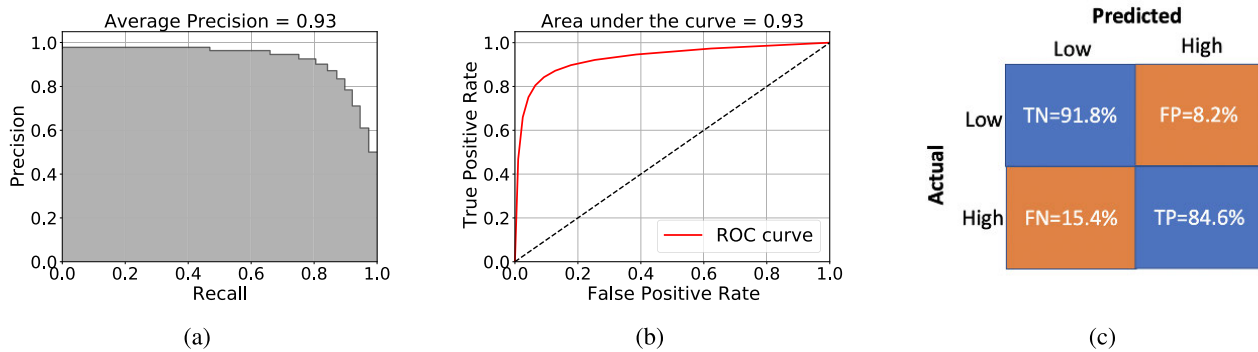 Average Precision = 0.93
1.0
0.8
0.6
0.4
0.2
0.0
Precision
0.0 0.2 0.4 0.6 0.8 1.0
Recall
(a)
Area under the curve = 0.93
1.0
0.8
0.6
0.4
0.2
0.0
True Positive Rate
ROC curve
0.0 0.2 0.4 0.6 0.8 1.0
False Positive Rate
(b)
Predicted
Low High
Actual
Low TN=91.8% FP=8.2%
High FN=15.4% TP=84.6%
(c)